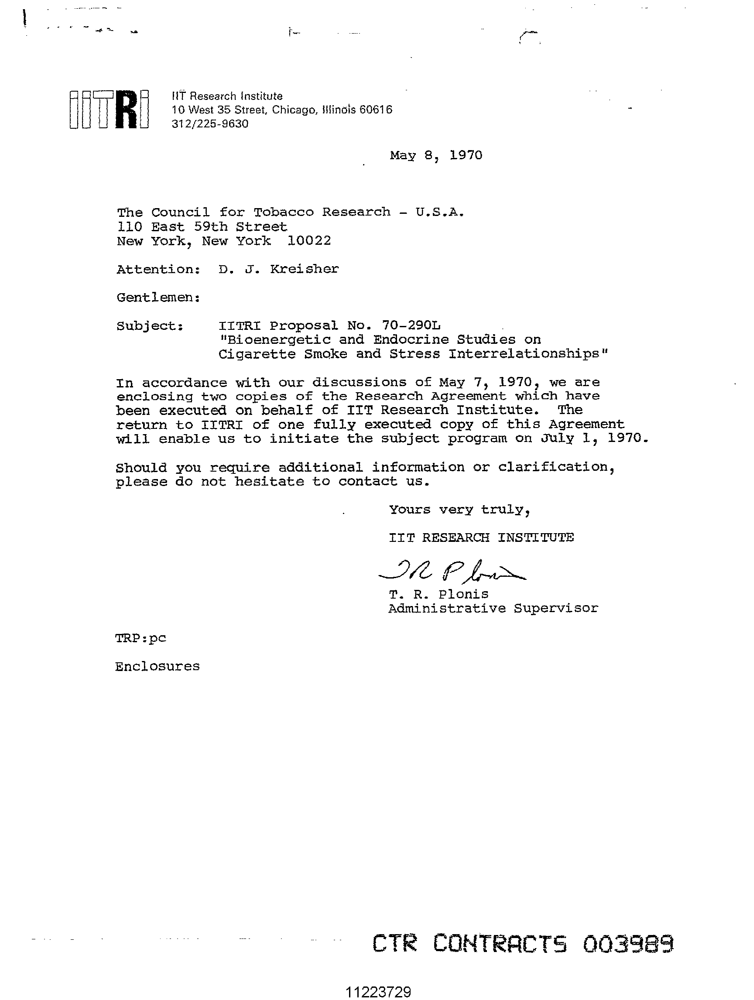 IITRI
IIT Research Institute
10 West 35 Street, Chicago, Illinois 60616
312/225-9630
May 8, 1970
The Council for Tobacco Research - U.S.A.
110 East 59th Street
New York, New York 10022
Attention: D. J. Kreisher
Gentlemen:
Subject: IITRI Proposal No. 70-290L
"Bioenergetic and Endocrine Studies on
Cigarette Smoke and Stress Interrelationships"
In accordance with our discussions of May 7, 1970, we are
enclosing two copies of the Research Agreement which have
been executed on behalf of IIT Research Institute. The
return to IITRI of one fully executed copy of this Agreement
will enable us to initiate the subject program on July 1, 1970.
Should you require additional information or clarification,
please do not hesitate to contact us.
Yours very truly,
IIT RESEARCH INSTITUTE
TR Plonis
T. R. Plonis
Administrative Supervisor
TRP:pc
Enclosures
CTR CONTRACTS 003989
11223729